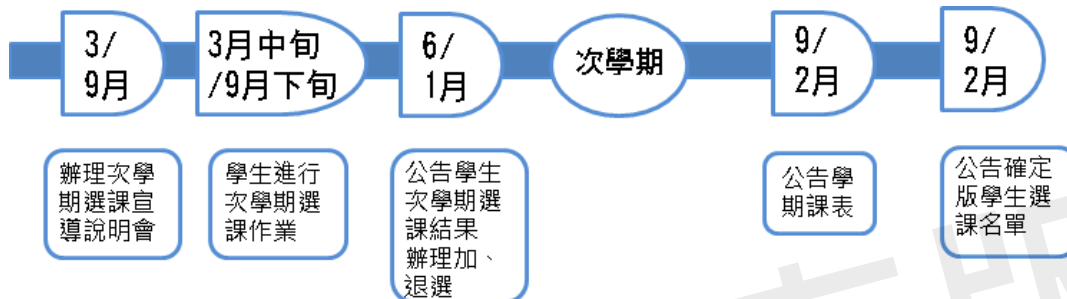 3/
9月
3月中旬
/9月下旬
6/
1月
次學期
9/
2月
9/
2月
辦理次學
期選課宣
導說明會
學生進行
次學期選
課作業
公告學生
次學期選
課結果
辦理加、
退選
公告學
期課表
公告確定
版學生選
課名單